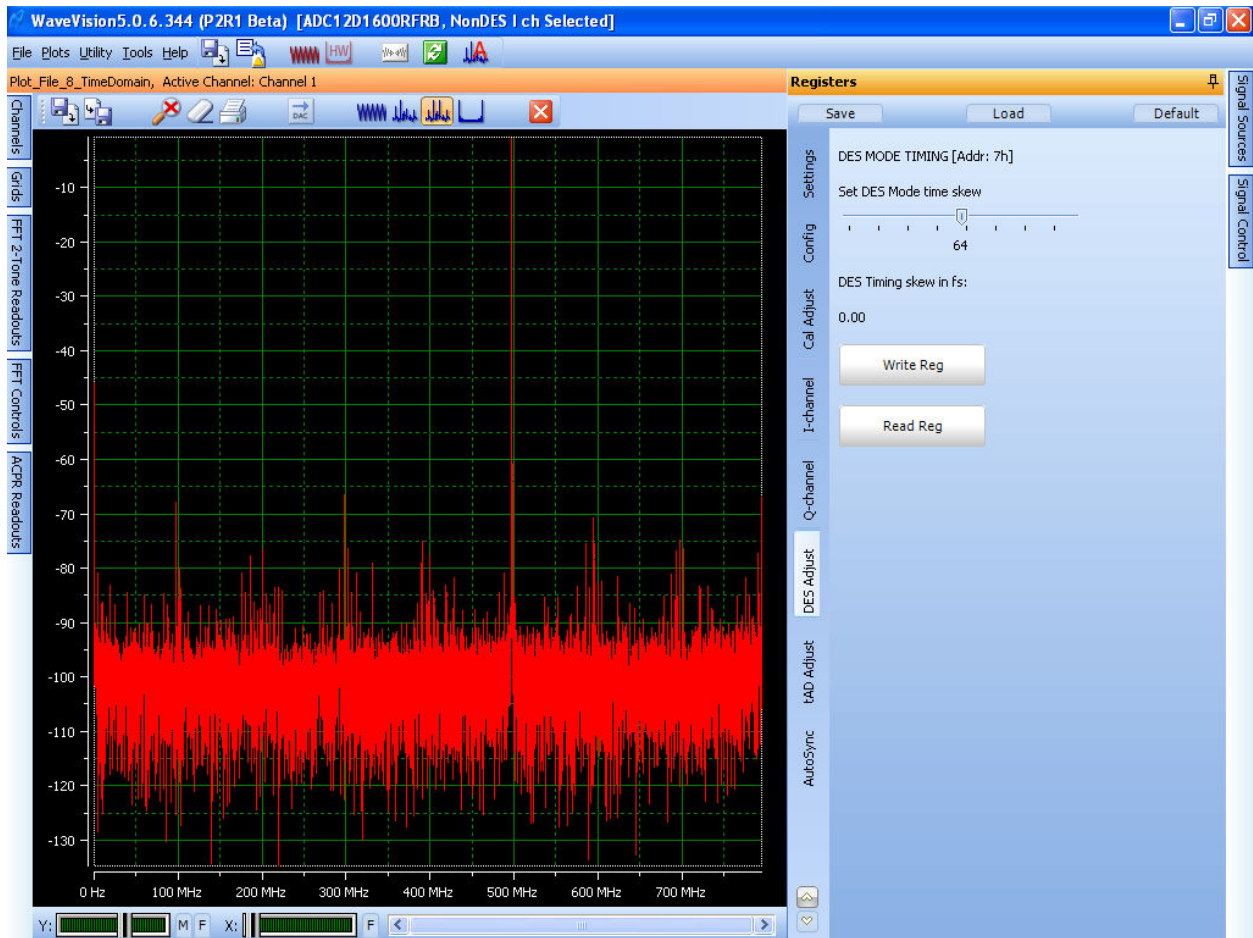 WaveVision5.0.6.344 (P2R1 Beta) [ADC12D1600RFRB, NonDES I ch Selected]
File Plots Utility Tools Help HW
Plot_File_8_TimeDomain, Active Channel: Channel 1
Registers
DAC
Save Load Default
Channels
Grids
FFT 2-Tone Readouts
FFT Controls
ACPR Readouts
-10
-20
-30
-40
-50
-60
-70
-80
-90
-100
-110
-120
-130
0 Hz 100 MHz 200 MHz 300 MHz 400 MHz 500 MHz 600 MHz 700 MHz
Y: M F X: F
Settings
Config
Cal Adjust
I-channel
Q-channel
DES Adjust
tAD Adjust
AutoSync
DES MODE TIMING [Addr: 7h]
Set DES Mode time skew
64
DES Timing skew in fs:
0.00
Write Reg
Read Reg
Signal Sources
Signal Control